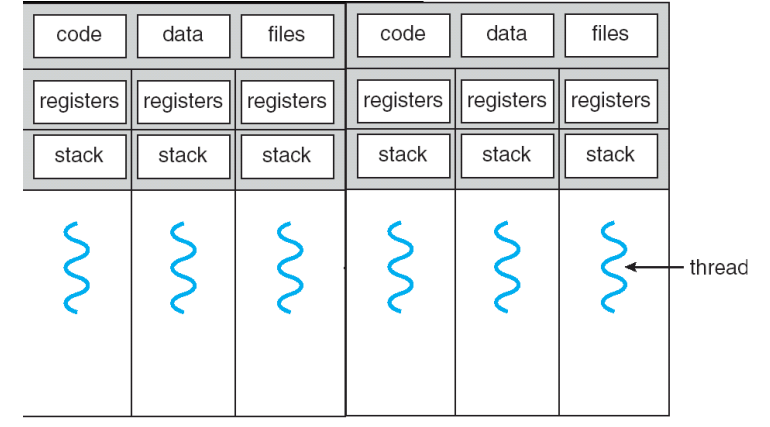 code data files code data files
registers registers registers registers registers registers
stack stack stack stack stack stack
thread